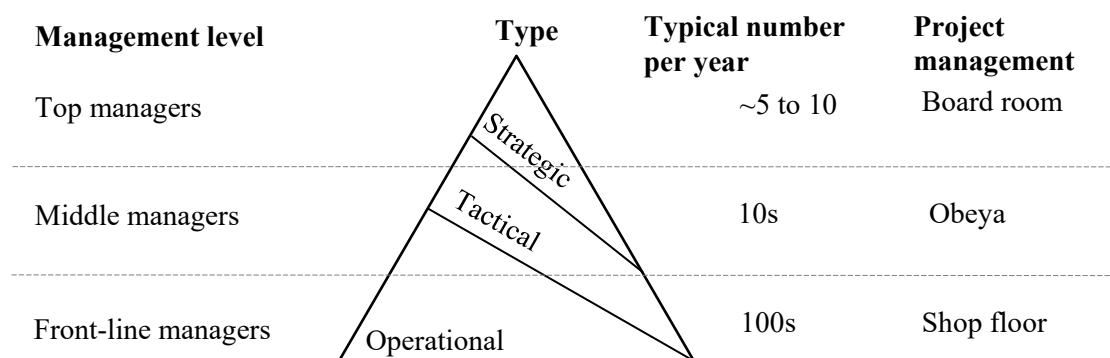 Management level
Type
Typical number
per year
Project
management
Top managers
Strategic
~5 to 10
Board room
Middle managers
Tactical
10s
Obeya
Front-line managers
Operational
100s
Shop floor